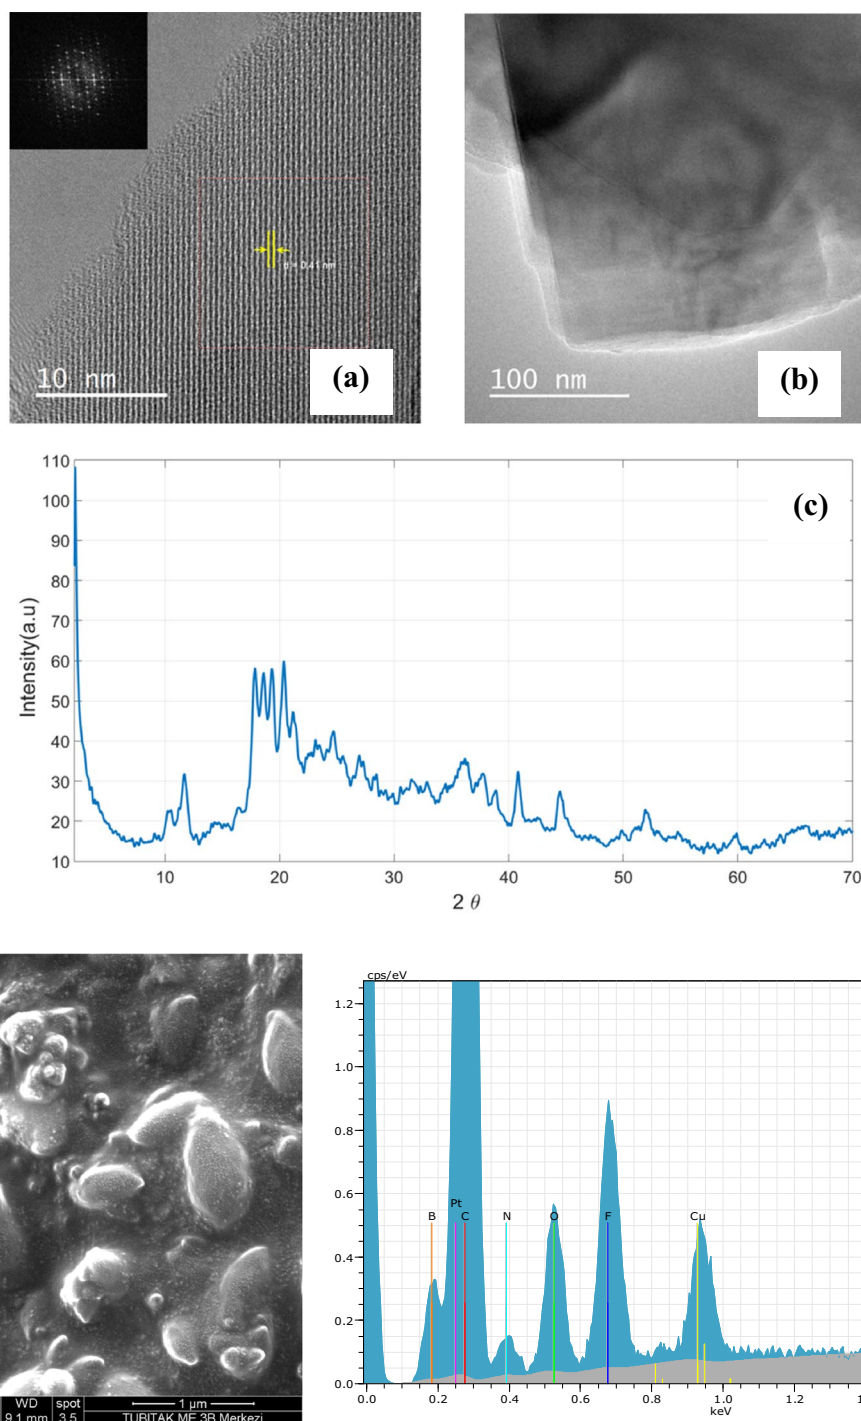 d = 0.41 nm
10 nm
(a)
100 nm
(b)
110
100
90
80
70
60
50
40
30
20
10
Intensity(a.u)
(c)
10
20
30
40
50
60
70
2 θ
WD
spot
1 µm
9.1 mm
3.5
TUBITAK ME 3B Merkezi
cps/eV
1.2
1.0
0.8
0.6
0.4
0.2
0.0
B
Pt
C
N
O
F
Cu
0.0
0.2
0.4
0.6
0.8
1.0
1.2
keV